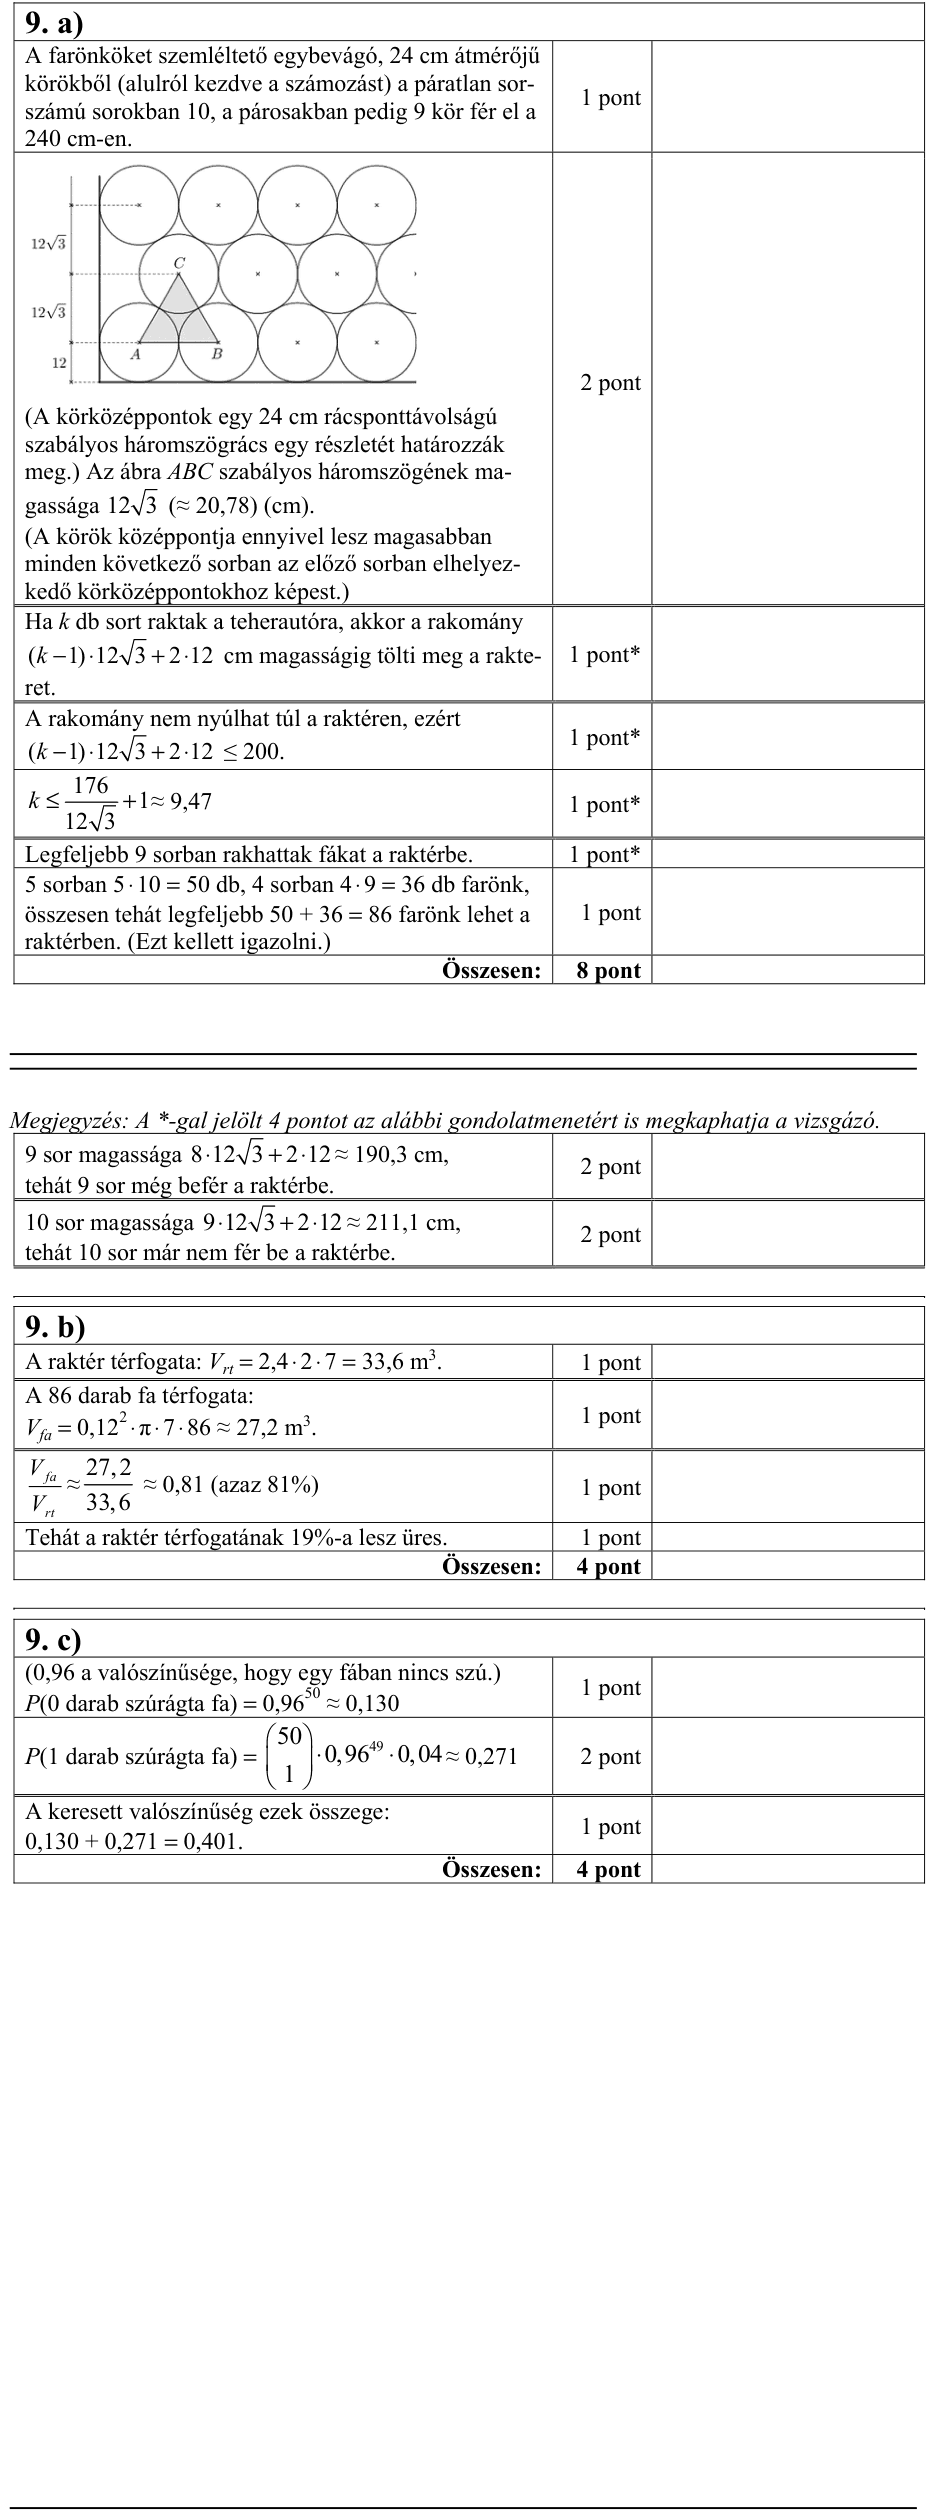 9. a)
A farönköket szemléltető egybevágó, 24 cm átmérőjű
körökből (alulról kezdve a számozást) a páratlan sor-
számú sorokban 10, a párosakban pedig 9 kör fér el a
240 cm-en.
1 pont
12√3
C
12√3
A
B
12
2 pont
(A körközéppontok egy 24 cm rácsponttávolságú
szabályos háromszögrács egy részletét határozzák
meg.) Az ábra ABC szabályos háromszögének ma-
gassága 12√3 (≈ 20,78) (cm).
(A körök középpontja ennyivel lesz magasabban
minden következő sorban az előző sorban elhelyez-
kedő körközéppontokhoz képest.)
Ha k db sort raktak a teherautóra, akkor a rakomány
(k − 1) · 12√3 + 2 · 12 cm magasságig tölti meg a rakte-
ret.
1 pont*
A rakomány nem nyúlhat túl a raktéren, ezért
(k − 1) · 12√3 + 2 · 12 ≤ 200.
1 pont*
k ≤ 176/(12√3) + 1 ≈ 9,47
1 pont*
Legfeljebb 9 sorban rakhattak fákat a raktérbe.
1 pont*
5 sorban 5 · 10 = 50 db, 4 sorban 4 · 9 = 36 db farönk,
összesen tehát legfeljebb 50 + 36 = 86 farönk lehet a
raktérben. (Ezt kellett igazolni.)
1 pont
Összesen: 8 pont
Megjegyzés: A *-gal jelölt 4 pontot az alábbi gondolatmenetért is megkaphatja a vizsgázó.
9 sor magassága 8 · 12√3 + 2 · 12 ≈ 190,3 cm,
tehát 9 sor még befér a raktérbe.
2 pont
10 sor magassága 9 · 12√3 + 2 · 12 ≈ 211,1 cm,
tehát 10 sor már nem fér be a raktérbe.
2 pont
9. b)
A raktér térfogata: V_rt = 2,4 · 2 · 7 = 33,6 m³.
1 pont
A 86 darab fa térfogata:
V_fa = 0,12² · π · 7 · 86 ≈ 27,2 m³.
1 pont
V_fa/V_rt ≈ 27,2/33,6 ≈ 0,81 (azaz 81%)
1 pont
Tehát a raktér térfogatának 19%-a lesz üres.
1 pont
Összesen: 4 pont
9. c)
(0,96 a valószínűsége, hogy egy fában nincs szú.)
P(0 darab szúrágta fa) = 0,96⁵⁰ ≈ 0,130
1 pont
P(1 darab szúrágta fa) = (50 1) · 0,96⁴⁹ · 0,04 ≈ 0,271
2 pont
A keresett valószínűség ezek összege:
0,130 + 0,271 = 0,401.
1 pont
Összesen: 4 pont